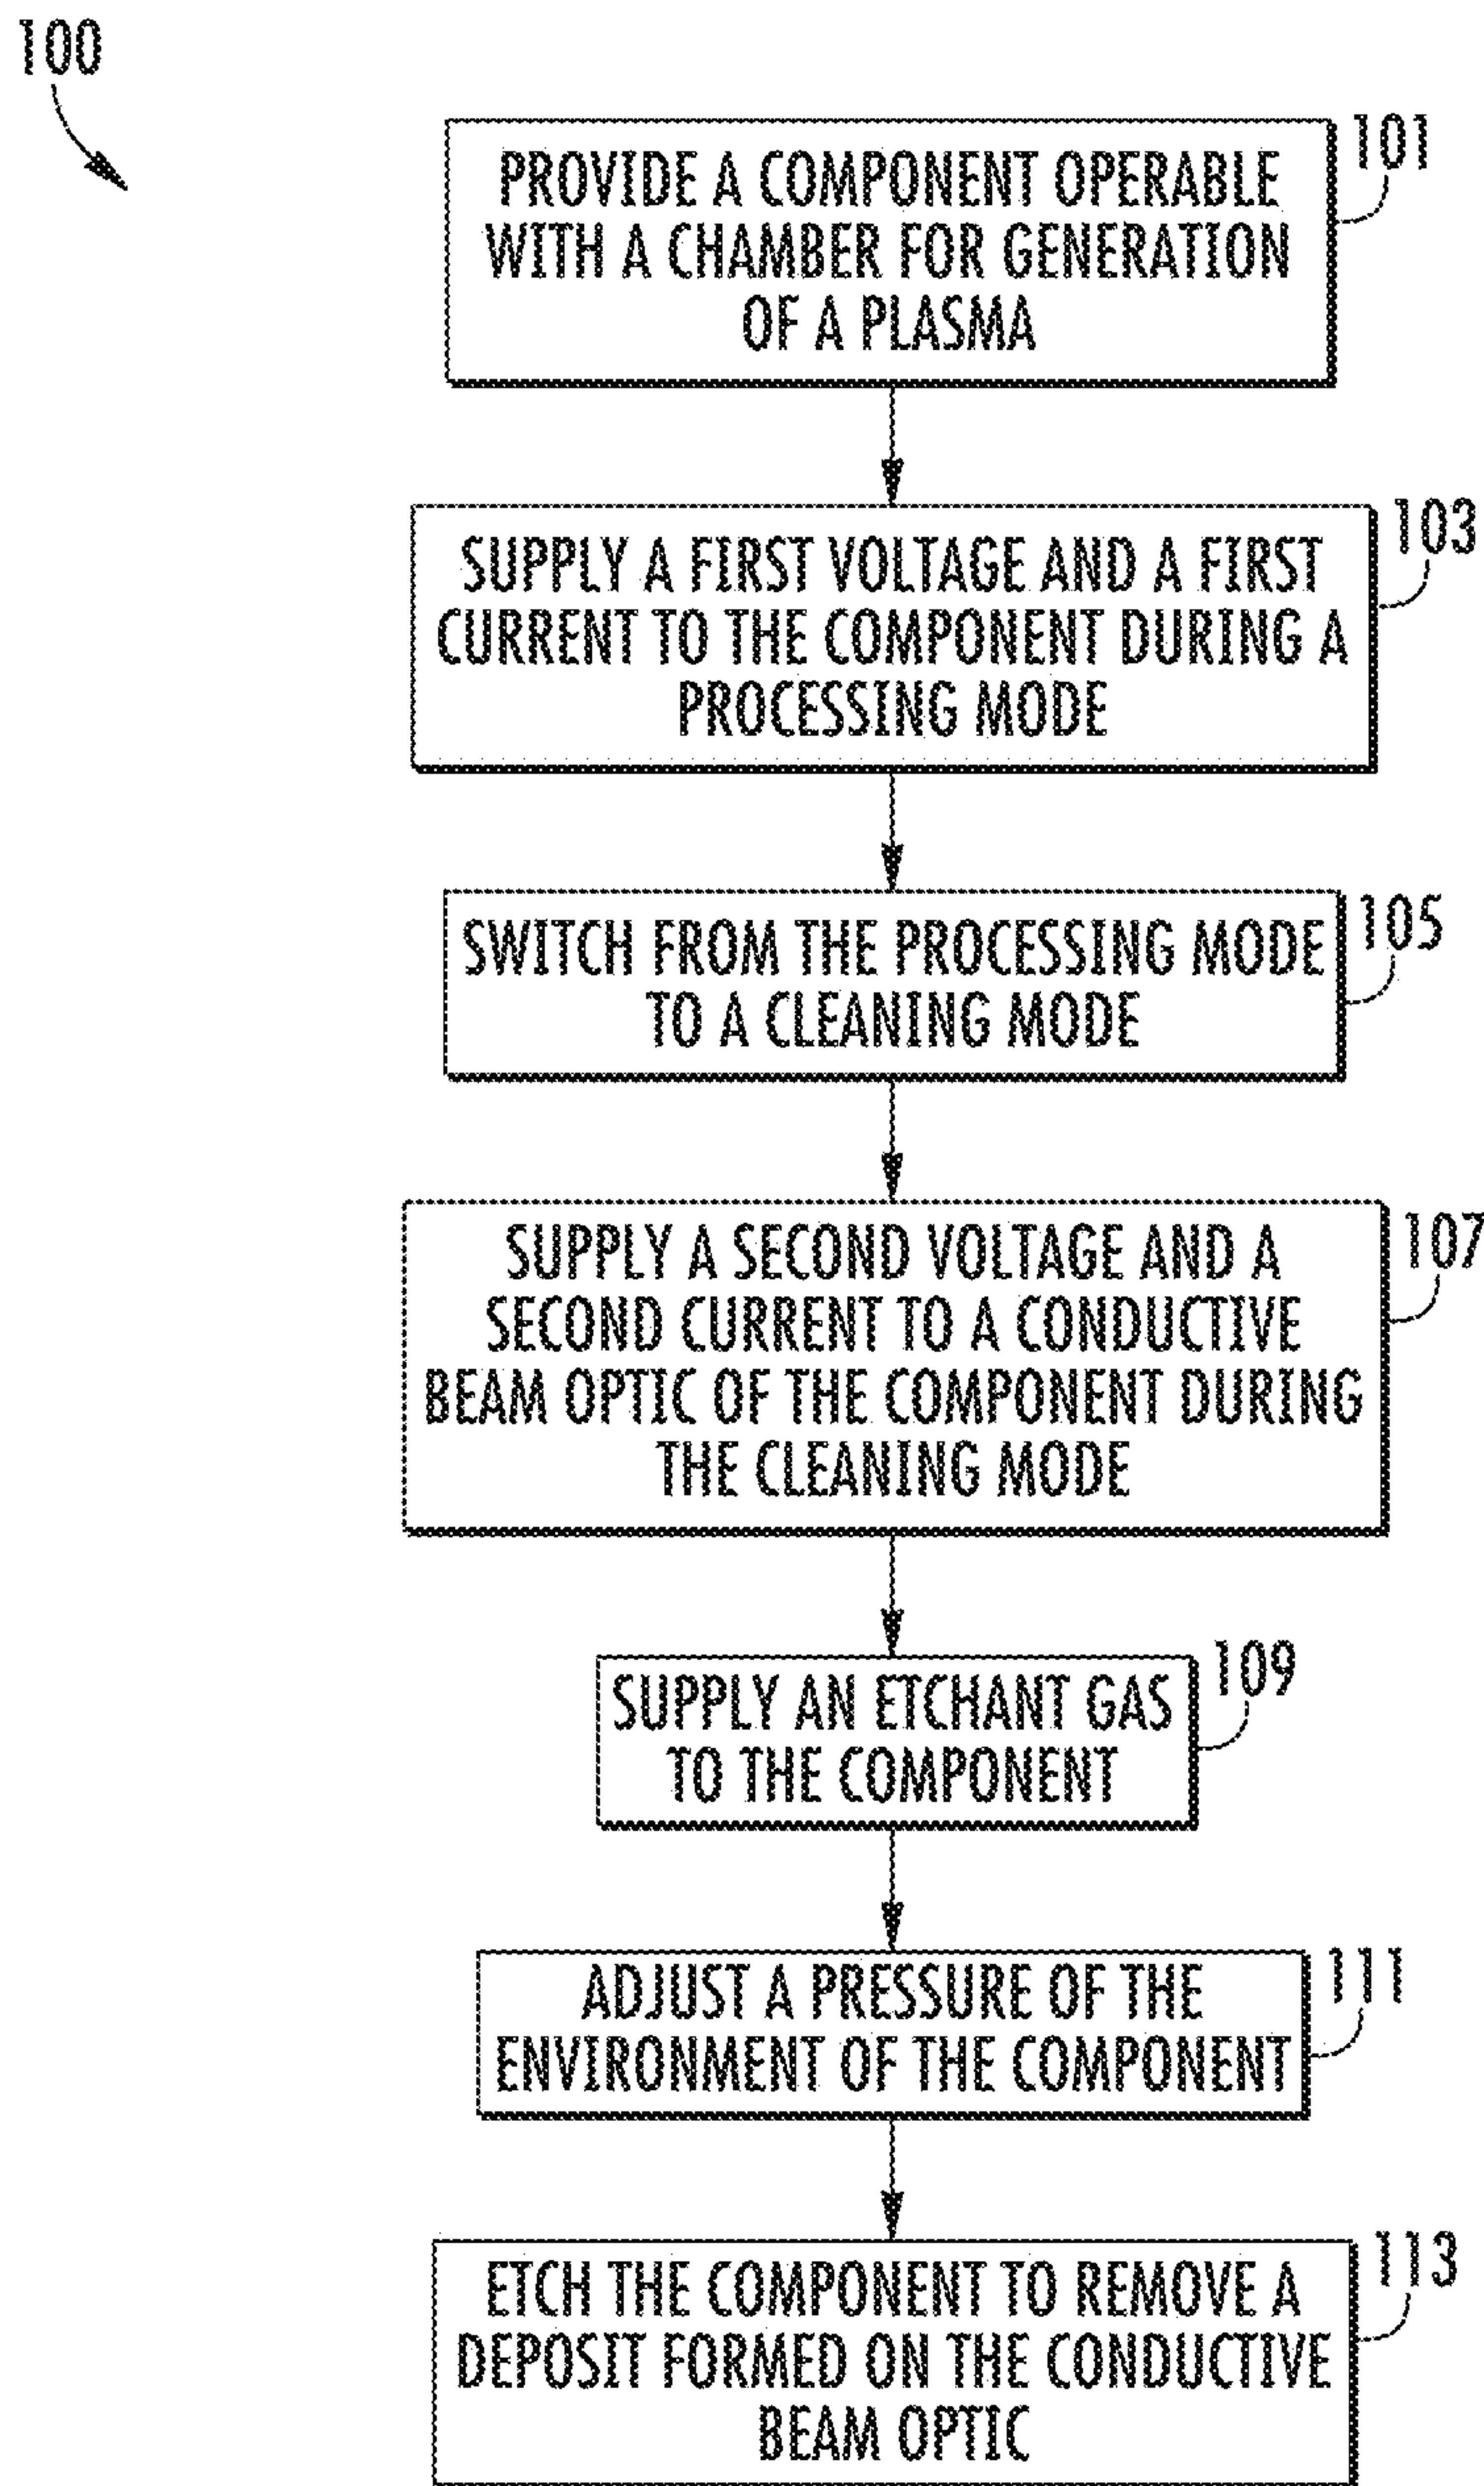 100
101
PROVIDE A COMPONENT OPERABLE
WITH A CHAMBER FOR GENERATION
OF A PLASMA
103
SUPPLY A FIRST VOLTAGE AND A FIRST
CURRENT TO THE COMPONENT DURING A
PROCESSING MODE
105
SWITCH FROM THE PROCESSING MODE
TO A CLEANING MODE
107
SUPPLY A SECOND VOLTAGE AND A
SECOND CURRENT TO A CONDUCTIVE
BEAM OPTIC OF THE COMPONENT DURING
THE CLEANING MODE
109
SUPPLY AN ETCHANT GAS
TO THE COMPONENT
111
ADJUST A PRESSURE OF THE
ENVIRONMENT OF THE COMPONENT
113
ETCH THE COMPONENT TO REMOVE A
DEPOSIT FORMED ON THE CONDUCTIVE
BEAM OPTIC